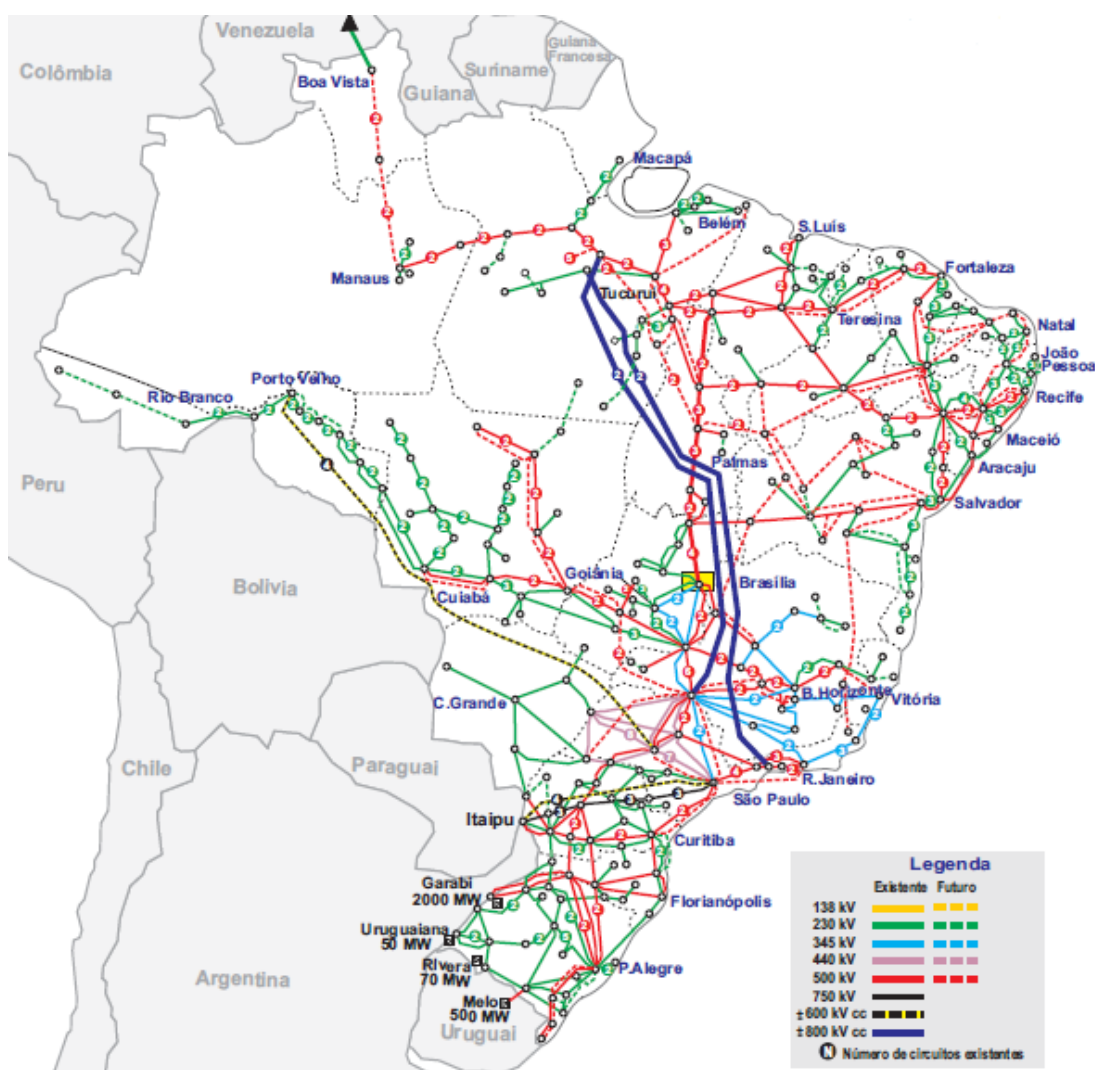 Venezuela
Guiana
Francesa
Colômbia
Suriname
Boa Vista
Guiana
Macapá
Belém
S.Luís
Manaus
Fortaleza
Tucuruí
Teresina
Natal
João
Pessoa
Porto Velho
Rio Branco
Recife
Maceió
Palmas
Aracaju
Peru
Salvador
Goiânia
Brasília
Bolívia
Cuiabá
B.Horizonte
Vitória
C.Grande
Chile
Paraguai
R.Janeiro
São Paulo
Itaipu
Curitiba
Garabi
2000 MW
Florianópolis
Uruguaiana
50 MW
Rivera
70 MW
P.Alegre
Argentina
Melo
500 MW
Uruguai
Legenda
Existente Futuro
138 kV
230 kV
345 kV
440 kV
500 kV
750 kV
±600 kV cc
±800 kV cc
N Número de circuitos existentes